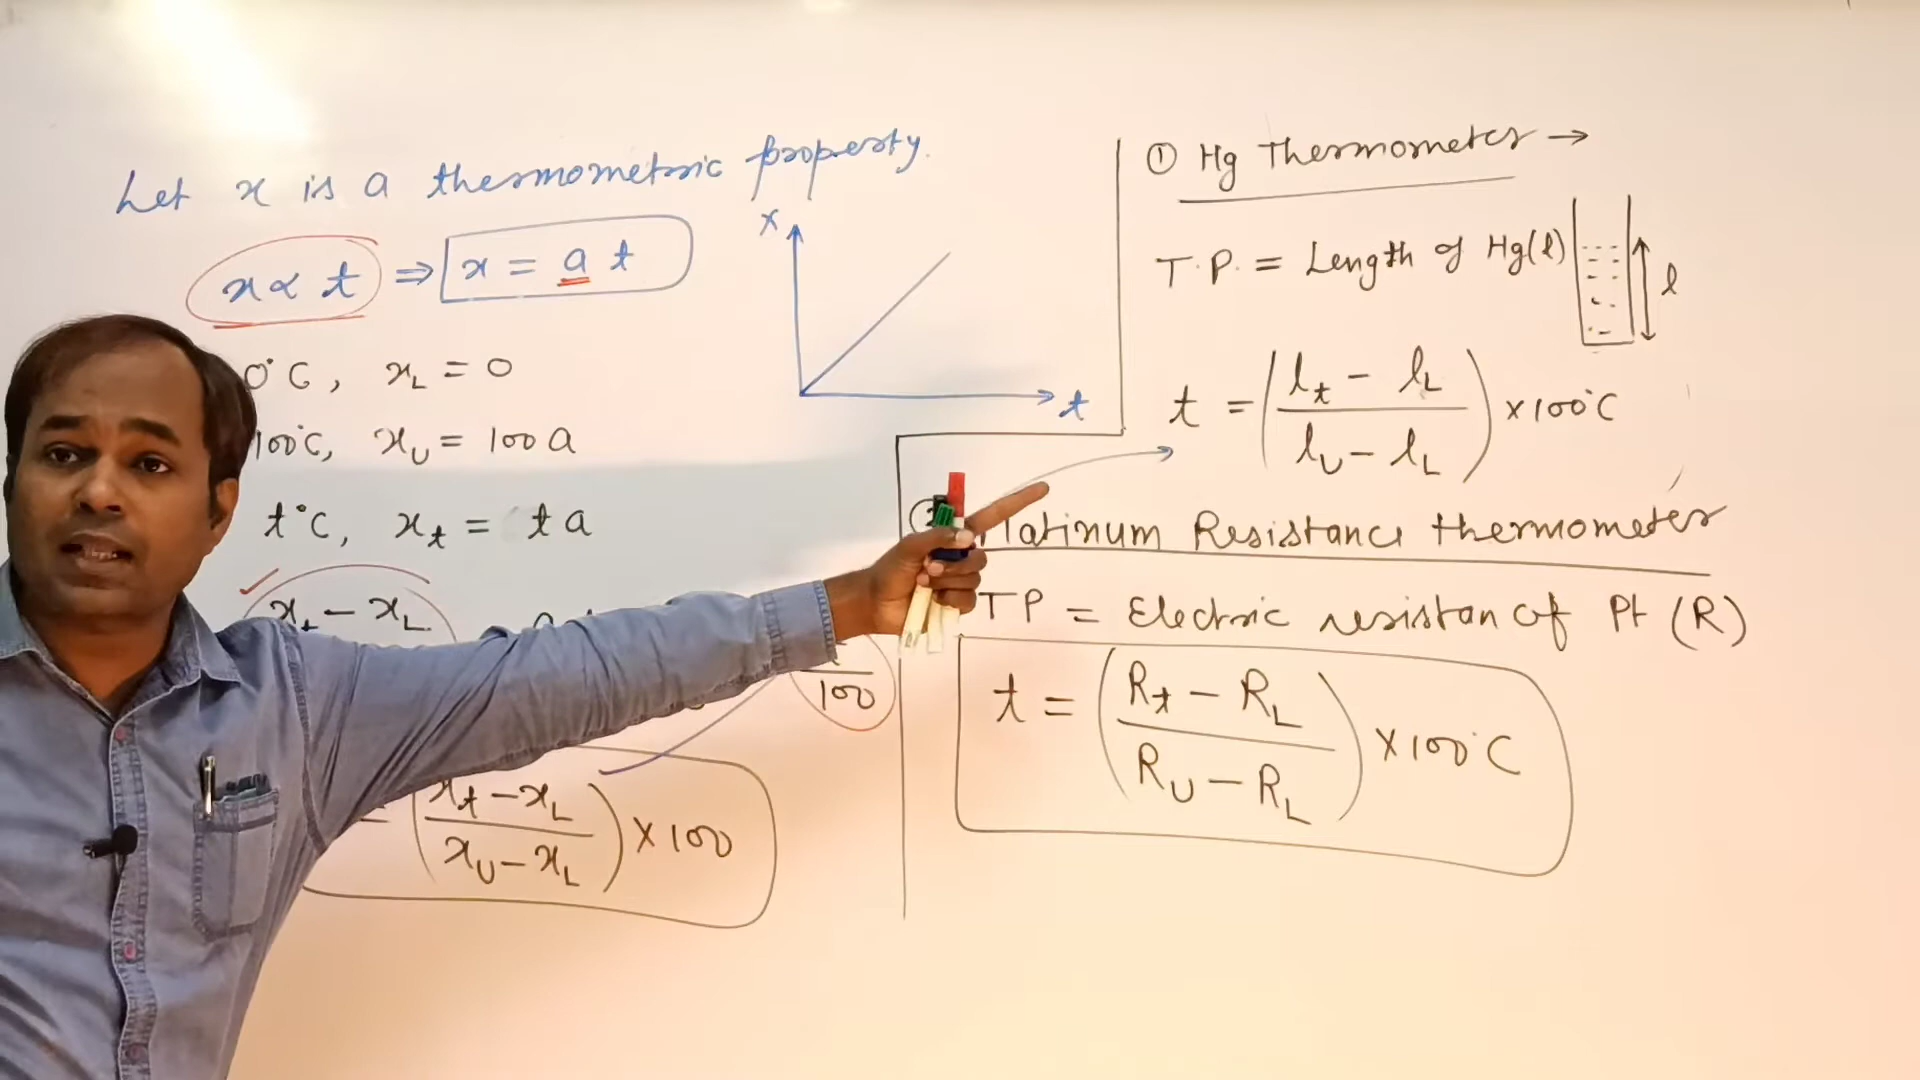 Let x is a thermometric property.
x ∝ t ⇒ x = a t
x
t
0°C, x_L = 0
100°C, x_U = 100 a
t°C, x_t = t a
x_t − x_L
100
= (x_t − x_L / x_U − x_L) × 100
① Hg Thermometer →
T.P. = Length of Hg(l)
l
t = (l_t − l_L / l_U − l_L) × 100°C
Platinum Resistance thermometer
TP = Electric resistan of Pt (R)
t = (R_t − R_L / R_U − R_L) × 100°C